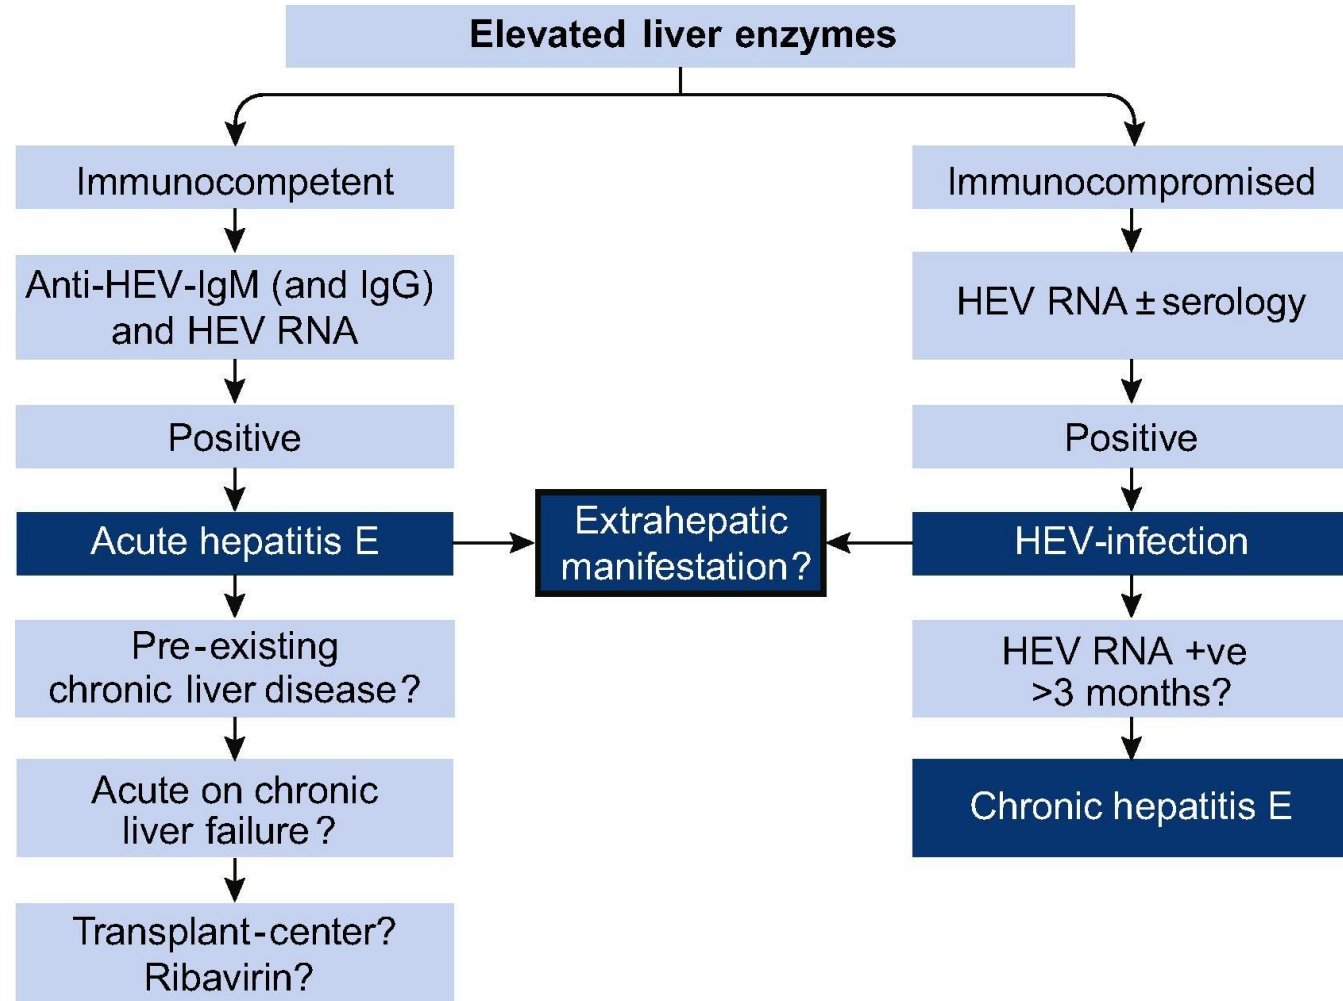 Elevated liver enzymes
Immunocompetent
Anti-HEV-IgM (and IgG)
and HEV RNA
Positive
Acute hepatitis E
Pre-existing
chronic liver disease?
Acute on chronic
liver failure?
Transplant-center?
Ribavirin?
Extrahepatic
manifestation?
Immunocompromised
HEV RNA ± serology
Positive
HEV-infection
HEV RNA +ve
>3 months?
Chronic hepatitis E